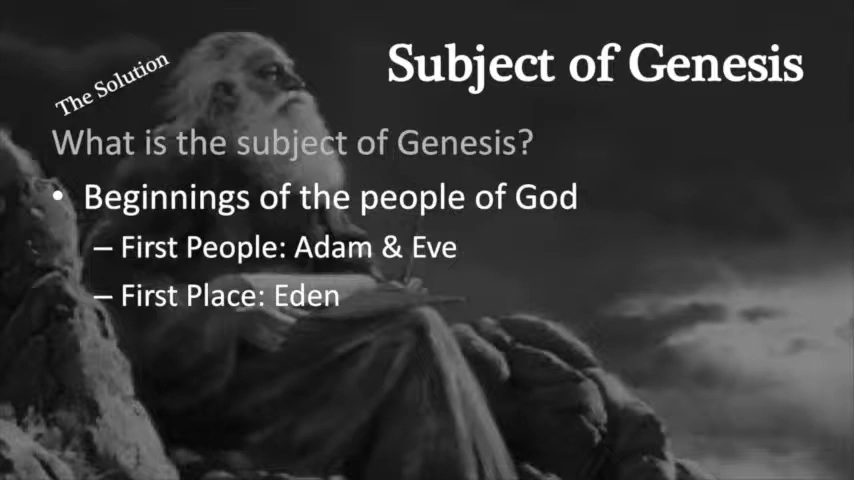 The Solution
Subject of Genesis
What is the subject of Genesis?
• Beginnings of the people of God
– First People: Adam & Eve
– First Place: Eden